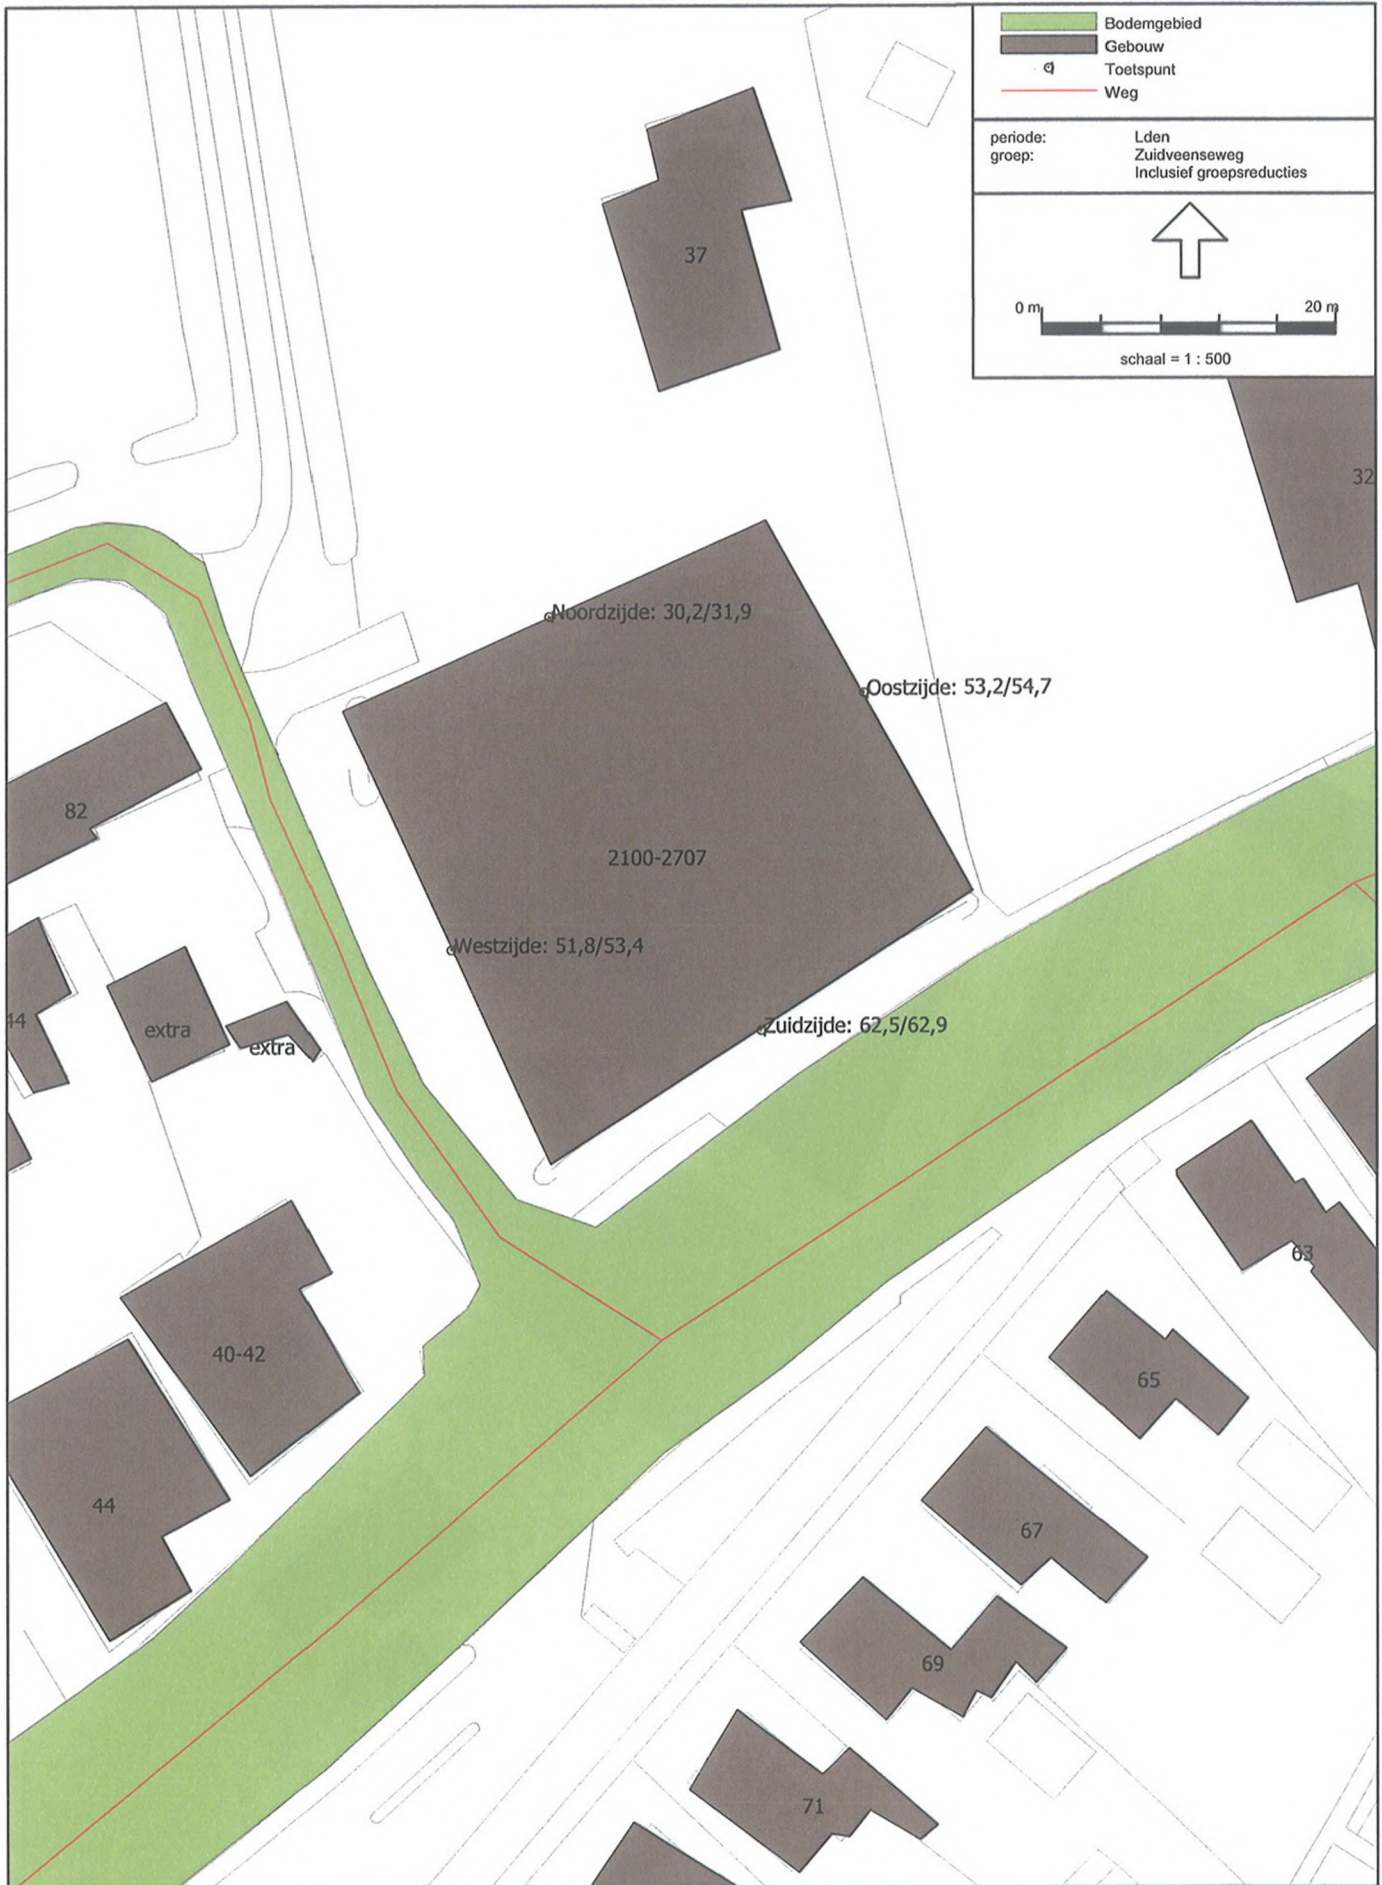 Bodemgebied
Gebouw
Toetspunt
Weg
periode: Lden
groep: Zuidveenseweg
Inclusief groepsreducties
0 m 20 m
schaal = 1 : 500
37
32
Noordzijde: 30,2/31,9
Oostzijde: 53,2/54,7
82
2100-2707
Westzijde: 51,8/53,4
44
extra
extra
Zuidzijde: 62,5/62,9
63
40-42
65
44
67
69
71